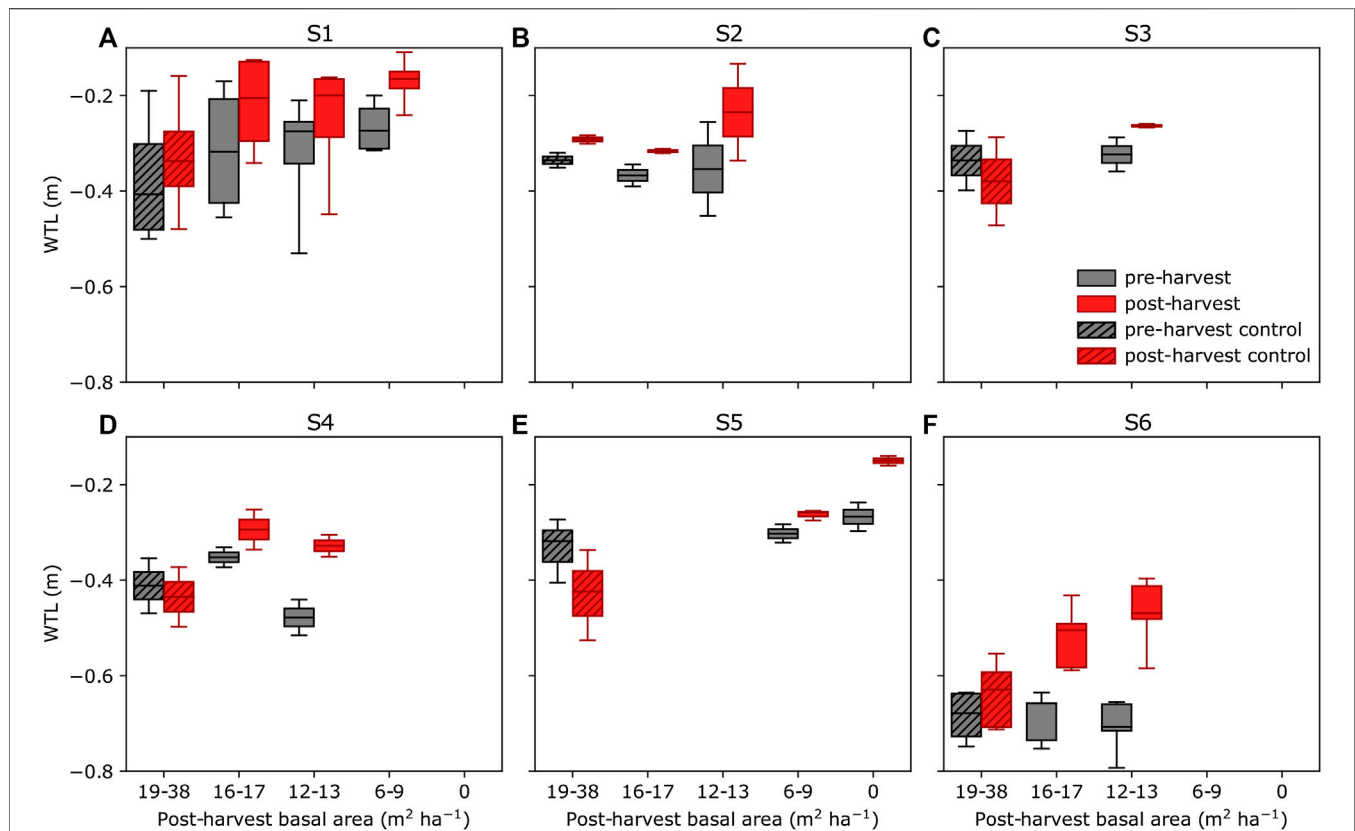 A S1
B S2
C S3
WTL (m)
−0.2
−0.4
−0.6
−0.8
pre-harvest
post-harvest
pre-harvest control
post-harvest control
D S4
E S5
F S6
WTL (m)
−0.2
−0.4
−0.6
−0.8
19-38 16-17 12-13 6-9 0
19-38 16-17 12-13 6-9 0
19-38 16-17 12-13 6-9 0
Post-harvest basal area (m² ha⁻¹)
Post-harvest basal area (m² ha⁻¹)
Post-harvest basal area (m² ha⁻¹)